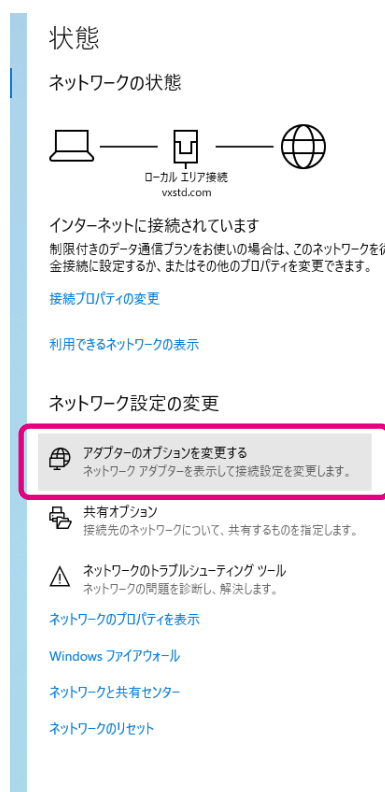 状態
ネットワークの状態
ローカル エリア接続
vxstd.com
インターネットに接続されています
制限付きのデータ通信プランをお使いの場合は、このネットワークを従
金接続に設定するか、またはその他のプロパティを変更できます。
接続プロパティの変更
利用できるネットワークの表示
ネットワーク設定の変更
アダプターのオプションを変更する
ネットワーク アダプターを表示して接続設定を変更します。
共有オプション
接続先のネットワークについて、共有するものを指定します。
ネットワークのトラブルシューティング ツール
ネットワークの問題を診断し、解決します。
ネットワークのプロパティを表示
Windows ファイアウォール
ネットワークと共有センター
ネットワークのリセット